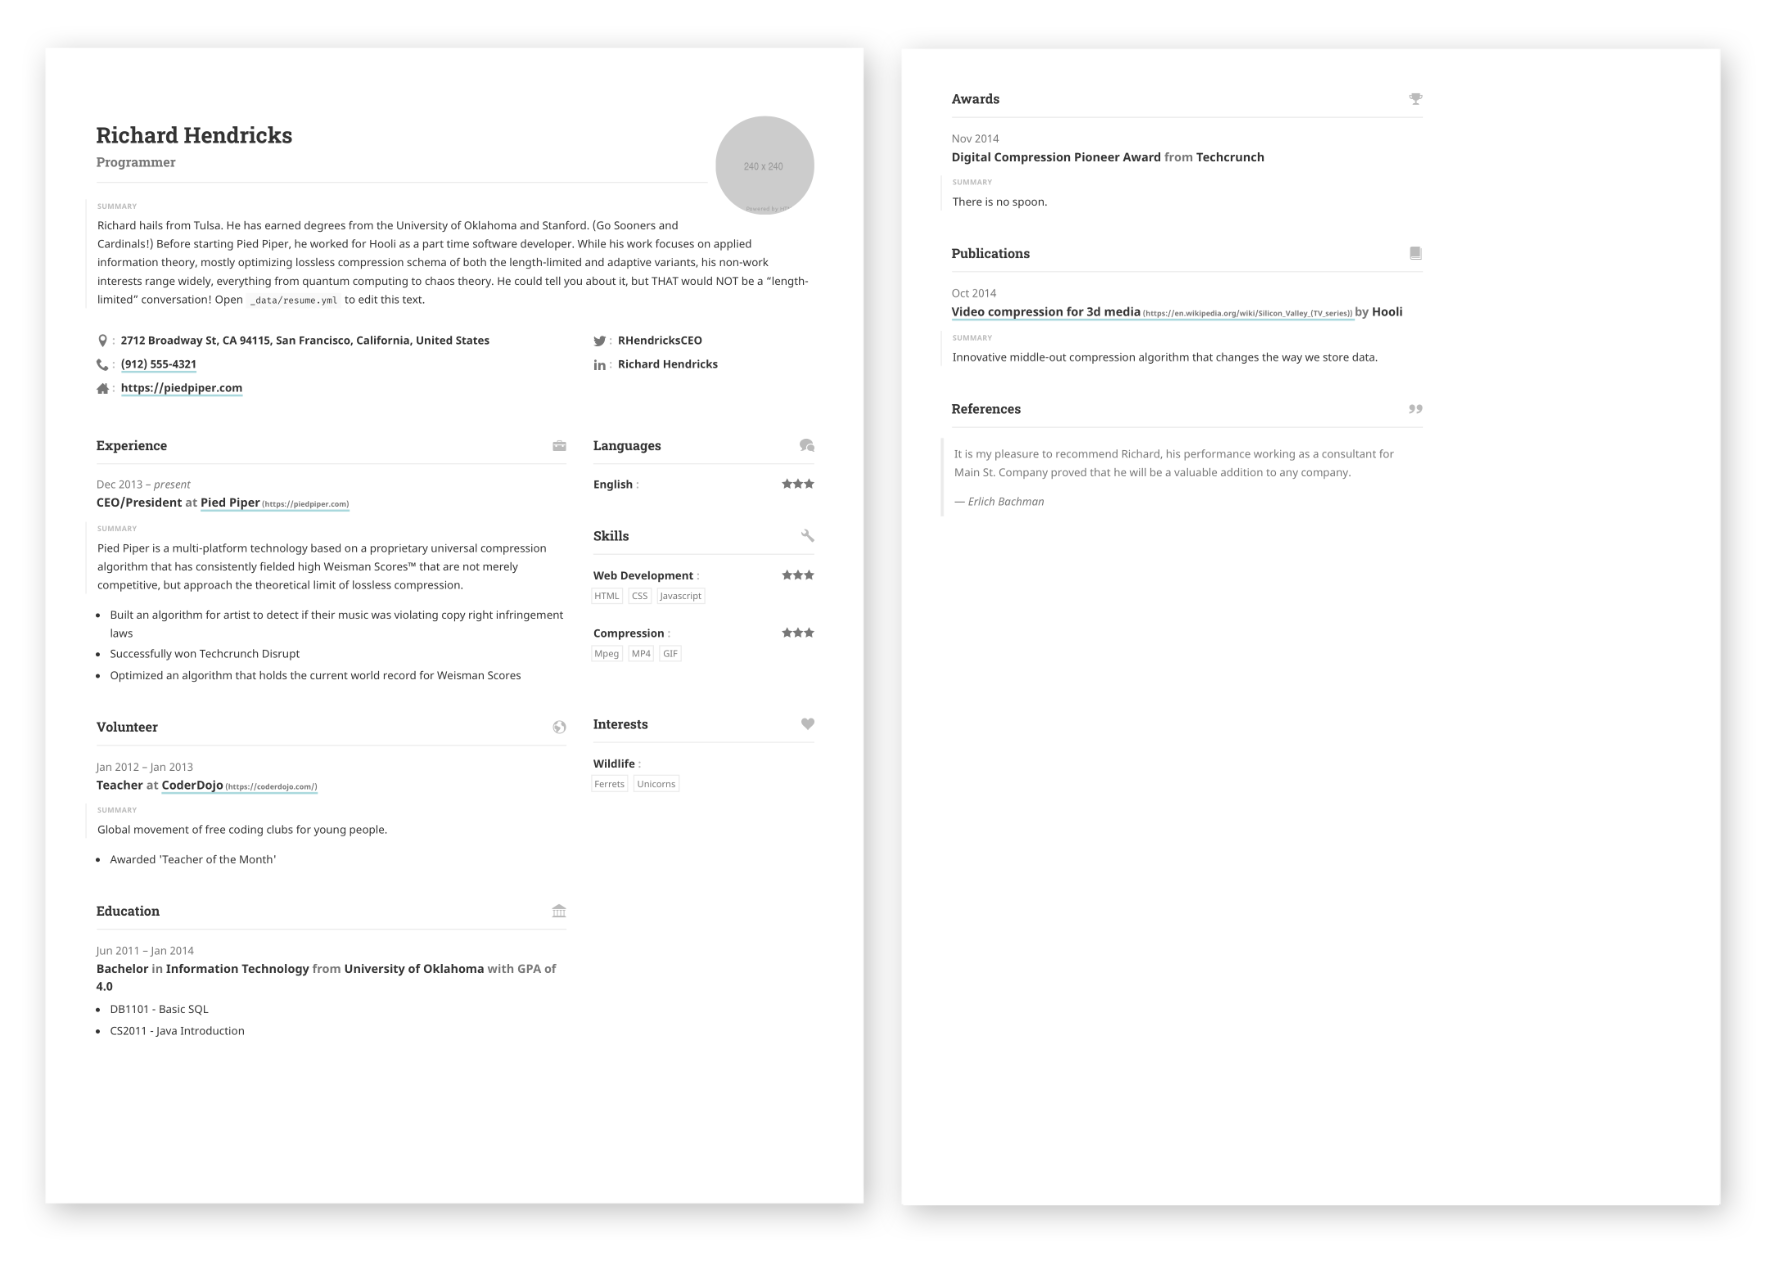 Richard Hendricks
Programmer
240 x 240
SUMMARY
Richard hails from Tulsa. He has earned degrees from the University of Oklahoma and Stanford. (Go Sooners and
Cardinals!) Before starting Pied Piper, he worked for Hooli as a part time software developer. While his work focuses on applied
information theory, mostly optimizing lossless compression schema of both the length-limited and adaptive variants, his non-work
interests range widely, everything from quantum computing to chaos theory. He could tell you about it, but THAT would NOT be a “length-
limited” conversation! Open _data/resume.yml to edit this text.
: 2712 Broadway St, CA 94115, San Francisco, California, United States
: (912) 555-4321
: https://piedpiper.com
: RHendricksCEO
: Richard Hendricks
Experience
Dec 2013 – present
CEO/President at Pied Piper (https://piedpiper.com)
SUMMARY
Pied Piper is a multi-platform technology based on a proprietary universal compression
algorithm that has consistently fielded high Weisman Scores™ that are not merely
competitive, but approach the theoretical limit of lossless compression.
• Built an algorithm for artist to detect if their music was violating copy right infringement
laws
• Successfully won Techcrunch Disrupt
• Optimized an algorithm that holds the current world record for Weisman Scores
Volunteer
Jan 2012 – Jan 2013
Teacher at CoderDojo (https://coderdojo.com/)
SUMMARY
Global movement of free coding clubs for young people.
• Awarded 'Teacher of the Month'
Education
Jun 2011 – Jan 2014
Bachelor in Information Technology from University of Oklahoma with GPA of
4.0
• DB1101 - Basic SQL
• CS2011 - Java Introduction
Languages
English : ★★★
Skills
Web Development : ★★★
HTML CSS Javascript
Compression : ★★★
Mpeg MP4 GIF
Interests
Wildlife :
Ferrets Unicorns
Awards
Nov 2014
Digital Compression Pioneer Award from Techcrunch
SUMMARY
There is no spoon.
Publications
Oct 2014
Video compression for 3d media (https://en.wikipedia.org/wiki/Silicon_Valley_(TV_series)) by Hooli
SUMMARY
Innovative middle-out compression algorithm that changes the way we store data.
References
It is my pleasure to recommend Richard, his performance working as a consultant for
Main St. Company proved that he will be a valuable addition to any company.
— Erlich Bachman